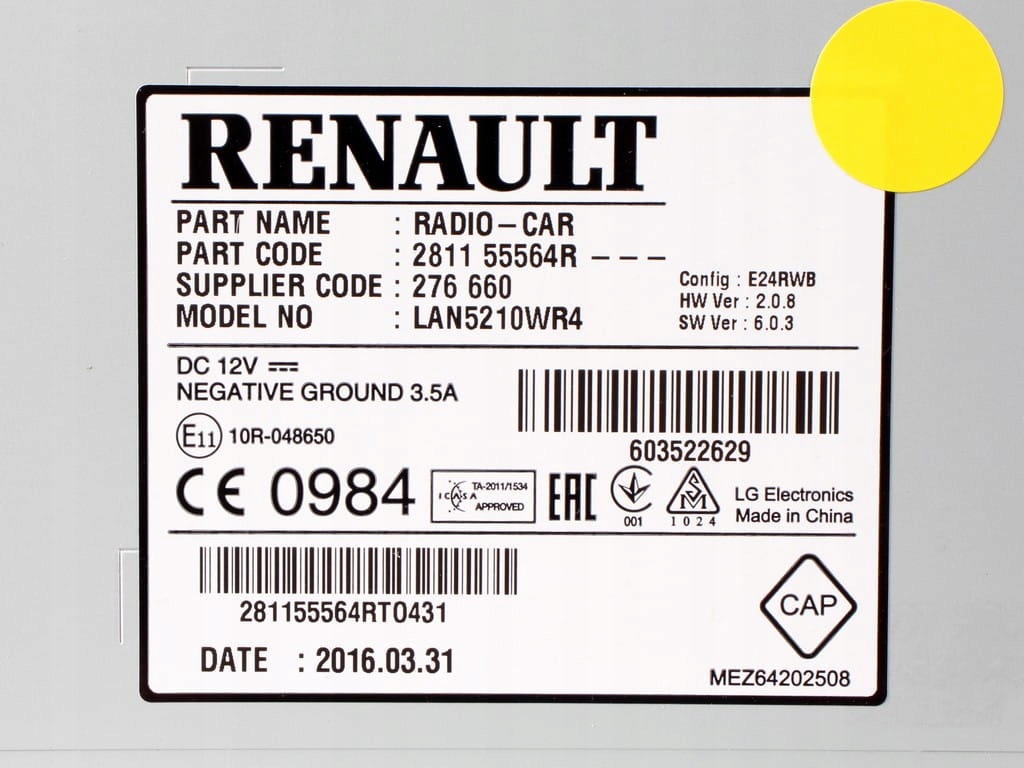 RENAULT
PART NAME : RADIO-CAR
PART CODE : 2811 55564R ---
SUPPLIER CODE : 276 660
MODEL NO : LAN5210WR4
Config : E24RWB
HW Ver : 2.0.8
SW Ver : 6.0.3
DC 12V
NEGATIVE GROUND 3.5A
E11 10R-048650
603522629
CE 0984
ICASA TA-2011/1534
APPROVED
EAC
001
SM
1024
LG Electronics
Made in China
281155564RT0431
CAP
DATE : 2016.03.31
MEZ64202508